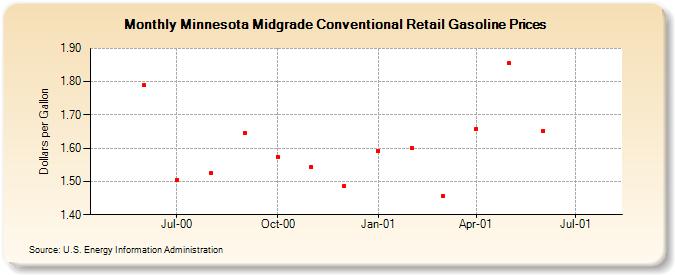 Monthly Minnesota Midgrade Conventional Retail Gasoline Prices
Dollars per Gallon
1.90
1.80
1.70
1.60
1.50
1.40
Jul-00 Oct-00 Jan-01 Apr-01 Jul-01
Source: U.S. Energy Information Administration